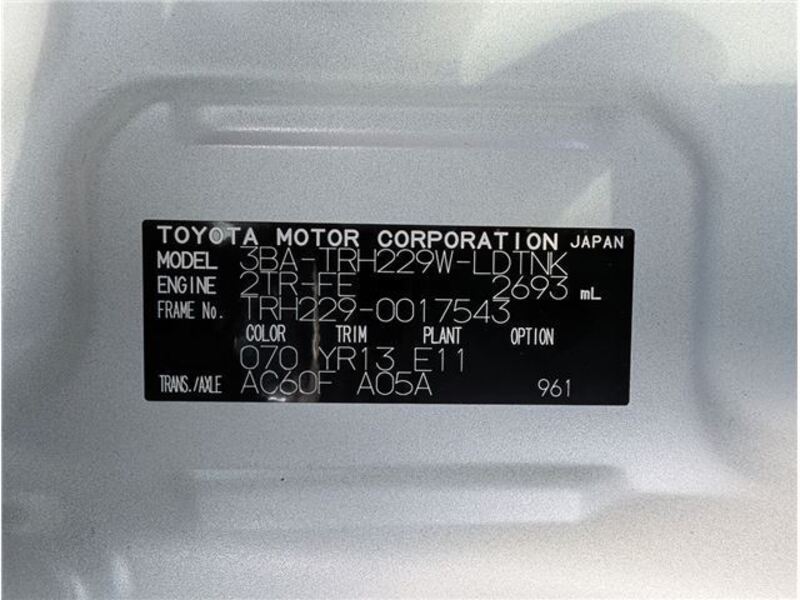 TOYOTA MOTOR CORPORATION JAPAN
MODEL 3BA-TRH229W-LDTNK
ENGINE 2TR-FE 2693 mL
FRAME No. TRH229-0017543
COLOR TRIM PLANT OPTION
070 YR13 E11
TRANS./AXLE AC60F A05A 961